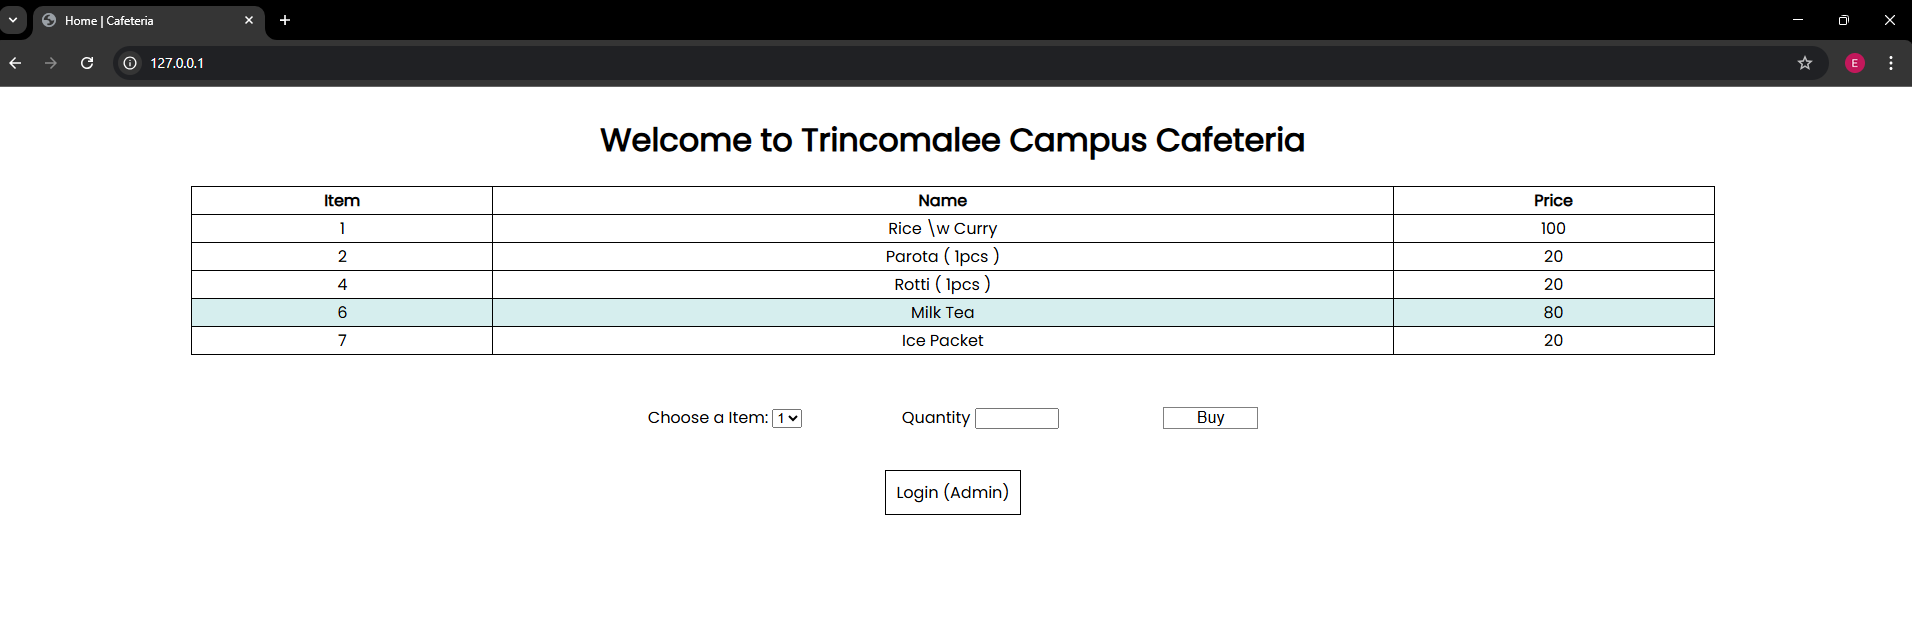 Home | Cafeteria
127.0.0.1
E
Welcome to Trincomalee Campus Cafeteria
Item Name Price
1 Rice \w Curry 100
2 Parota ( 1pcs ) 20
4 Rotti ( 1pcs ) 20
6 Milk Tea 80
7 Ice Packet 20
Choose a Item: 1 Quantity Buy
Login (Admin)